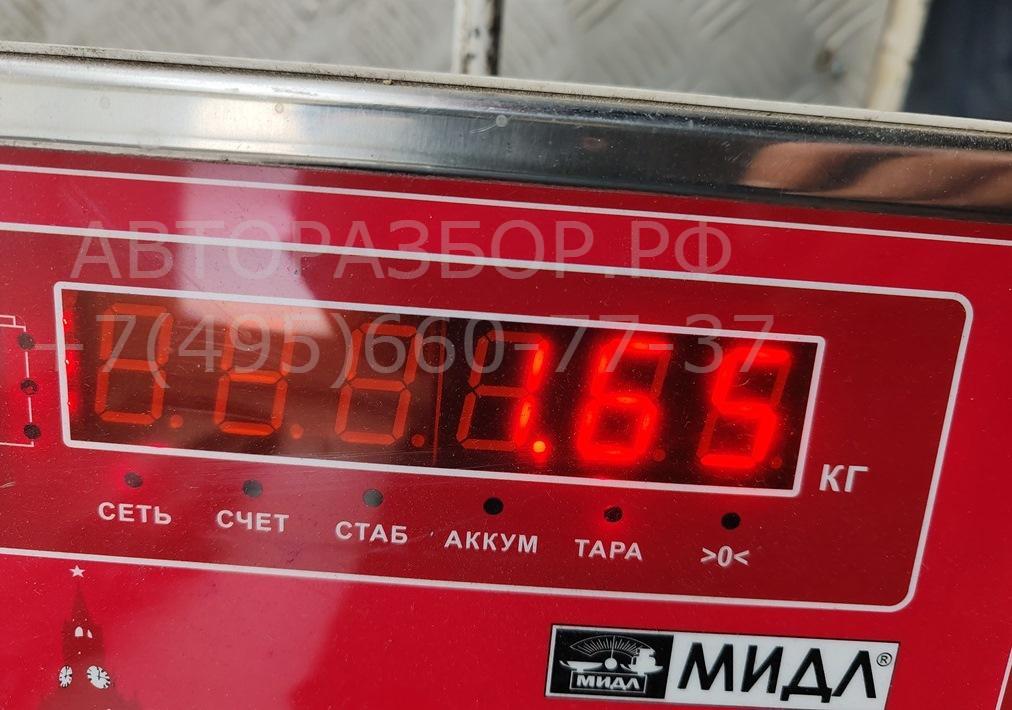 АВТОРАЗБОР.РФ
+7(495)660-77-37
1.65
КГ
СЕТЬ СЧЕТ СТАБ АККУМ ТАРА >0<
МИДЛ МИДЛ®